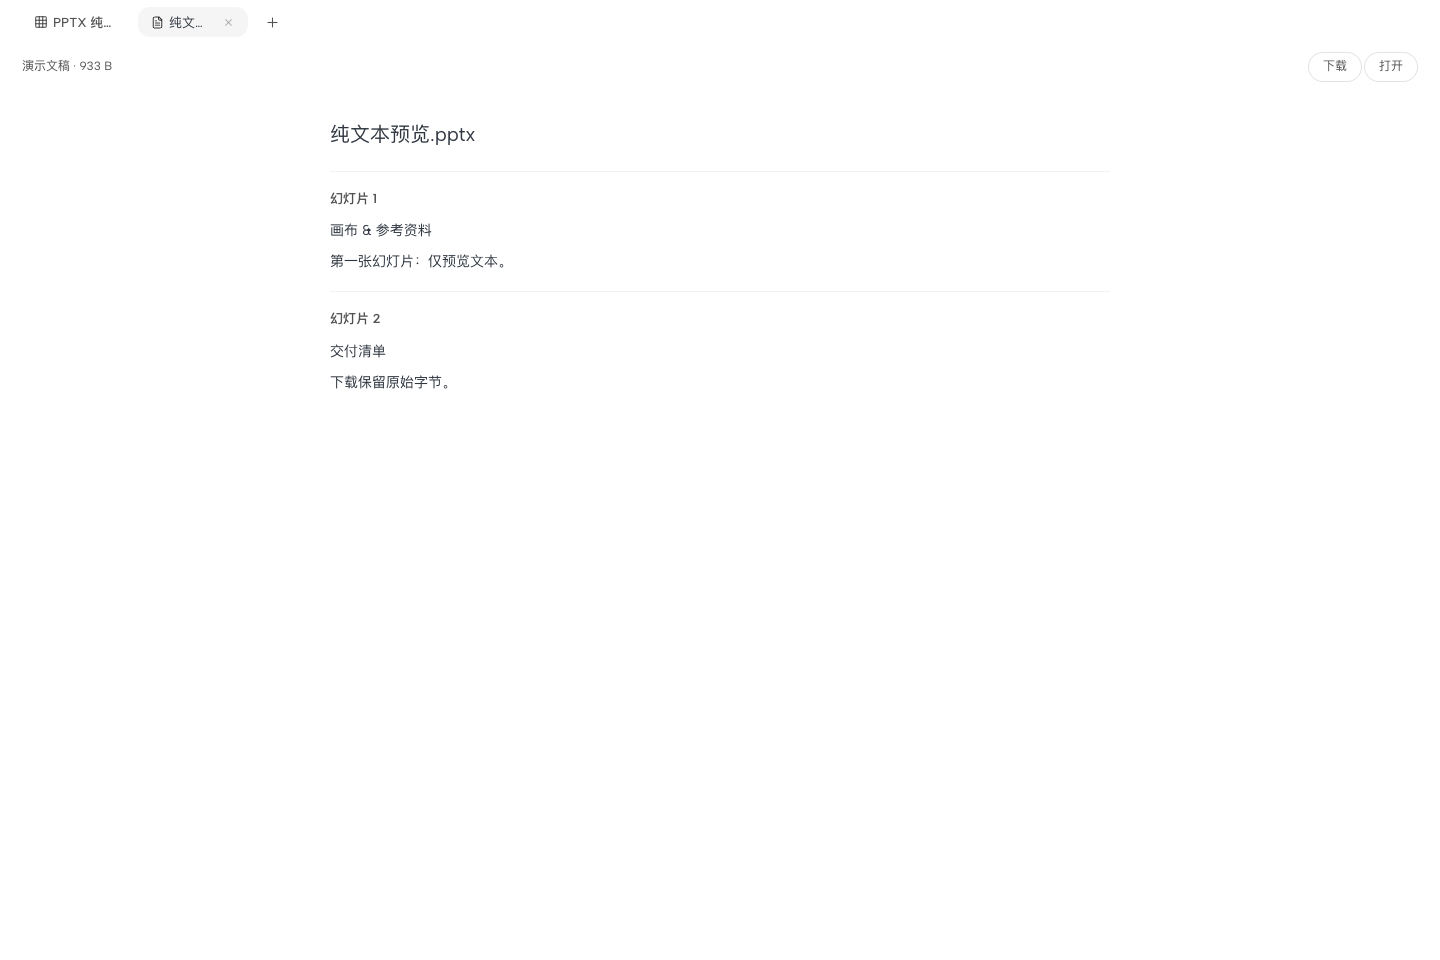 PPTX 纯...
纯文...
演示文稿 · 933 B
下载
打开
纯文本预览.pptx
幻灯片 1
画布 & 参考资料
第一张幻灯片：仅预览文本。
幻灯片 2
交付清单
下载保留原始字节。